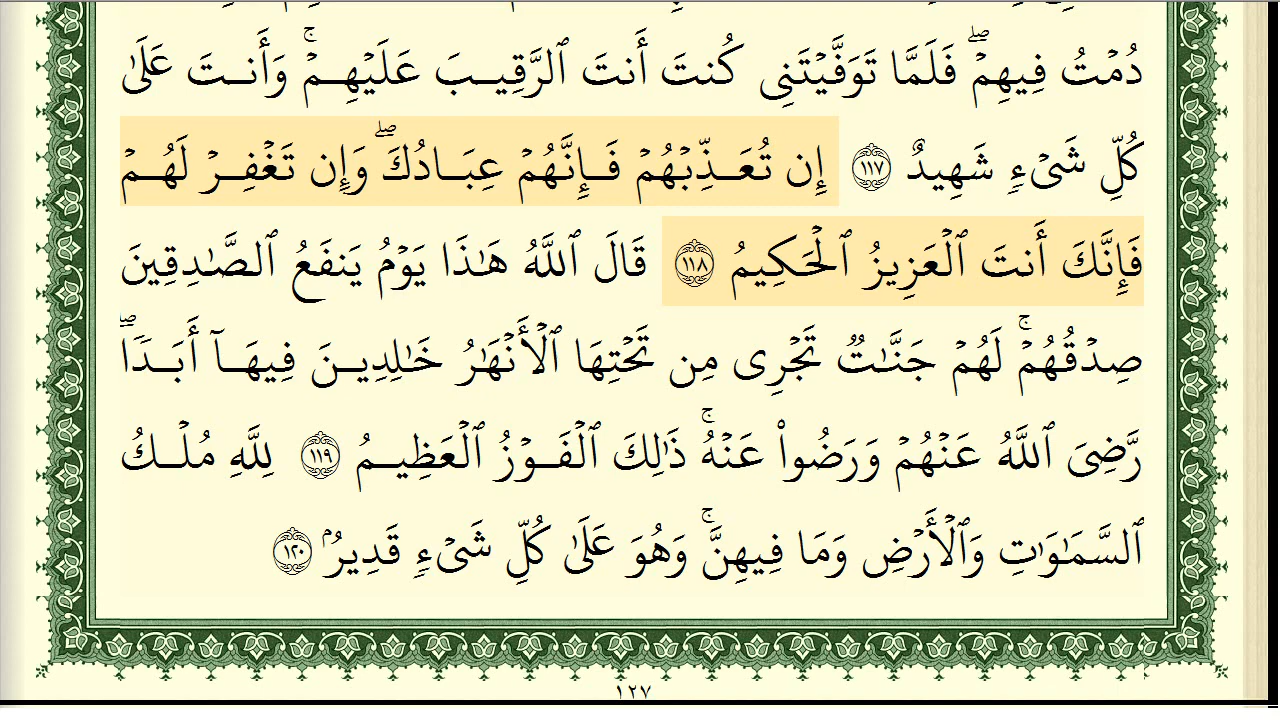 دُمۡتُ فِيهِمۡۖ فَلَمَّا تَوَفَّيۡتَنِى كُنتَ أَنتَ ٱلرَّقِيبَ عَلَيۡهِمۡۚ وَأَنتَ عَلَىٰ
كُلِّ شَىۡءٍ شَهِيدٌ ١١٧ إِن تُعَذِّبۡهُمۡ فَإِنَّهُمۡ عِبَادُكَۖ وَإِن تَغۡفِرۡ لَهُمۡ
فَإِنَّكَ أَنتَ ٱلۡعَزِيزُ ٱلۡحَكِيمُ ١١٨ قَالَ ٱللَّهُ هَـٰذَا يَوۡمُ يَنفَعُ ٱلصَّـٰدِقِينَ
صِدۡقُهُمۡۚ لَهُمۡ جَنَّـٰتٌ تَجۡرِى مِن تَحۡتِهَا ٱلۡأَنۡهَـٰرُ خَـٰلِدِينَ فِيهَآ أَبَدًاۖ
رَّضِىَ ٱللَّهُ عَنۡهُمۡ وَرَضُوا۟ عَنۡهُۚ ذَٰلِكَ ٱلۡفَوۡزُ ٱلۡعَظِيمُ ١١٩ لِلَّهِ مُلۡكُ
ٱلسَّمَـٰوَٰتِ وَٱلۡأَرۡضِ وَمَا فِيهِنَّۚ وَهُوَ عَلَىٰ كُلِّ شَىۡءٍ قَدِيرُۢ ١٢٠
١٢٧